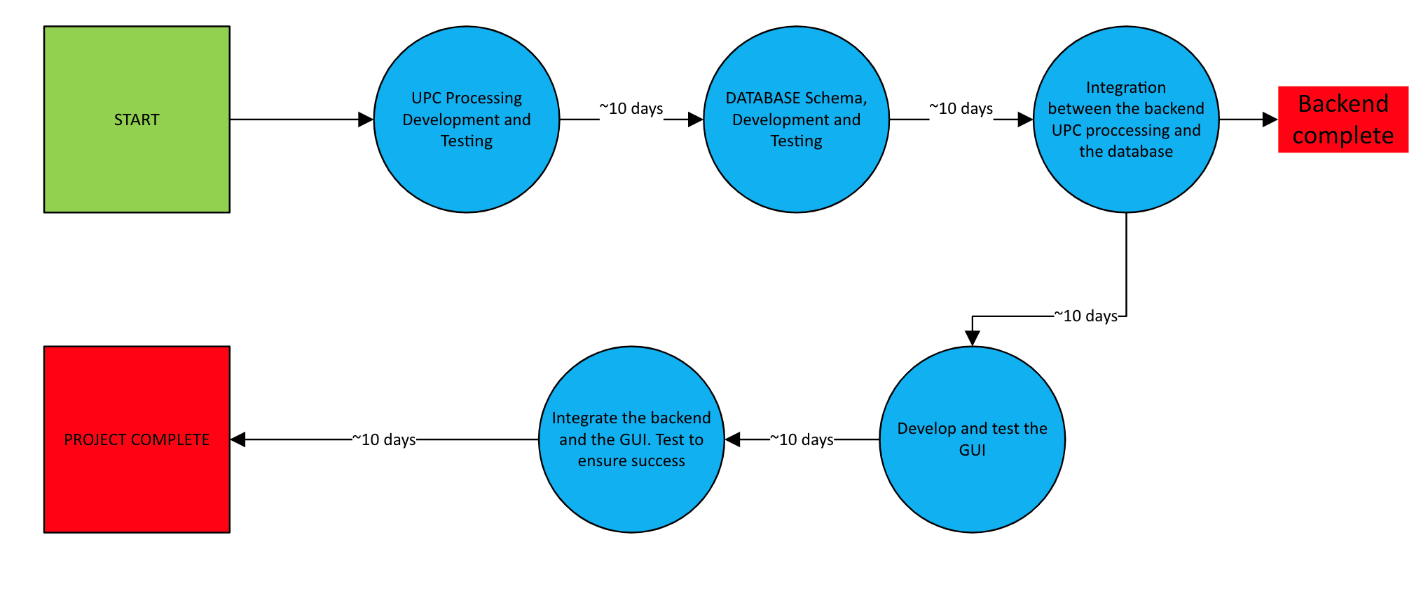 START
UPC Processing
Development and
Testing
~10 days
DATABASE Schema,
Development and
Testing
~10 days
Integration
between the backend
UPC proccessing and
the database
Backend
complete
~10 days
PROJECT COMPLETE
~10 days
Integrate the backend
and the GUI. Test to
ensure success
~10 days
Develop and test the
GUI